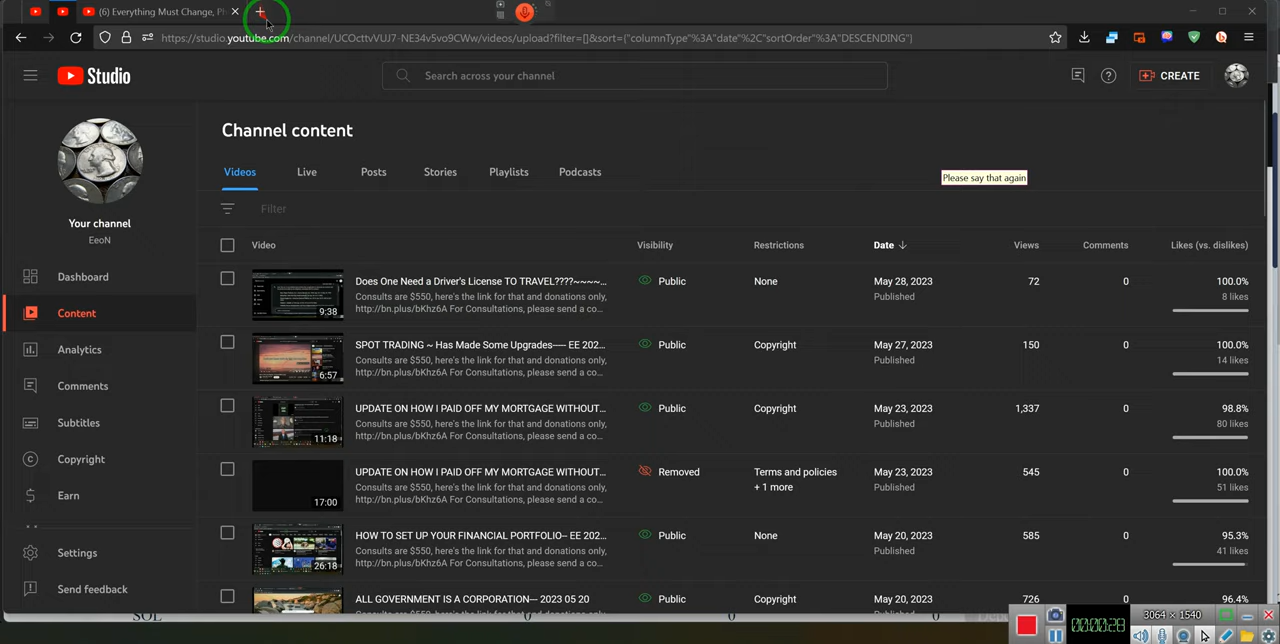 (6) Everything Must Change, P
https://studio.youtube.com/channel/UCOcttvVUJ7-NE34v5vo9CWw/videos/upload?filter=[]&sort={"columnType"%3A"date"%2C"sortOrder"%3A"DESCENDING"}
Studio
Search across your channel
CREATE
Channel content
Videos Live Posts Stories Playlists Podcasts
Please say that again
Filter
Your channel
EeoN
Dashboard
Content
Analytics
Comments
Subtitles
Copyright
Earn
Settings
Send feedback
Video Visibility Restrictions Date Views Comments Likes (vs. dislikes)
Does One Need a Driver's License TO TRAVEL????~~~~... Public None May 28, 2023 72 0 100.0%
Consults are $550, here's the link for that and donations only, Published 8 likes
http://bn.plus/bKhz6A For Consultations, please send a co...
9:38
SPOT TRADING ~ Has Made Some Upgrades---- EE 202... Public Copyright May 27, 2023 150 0 100.0%
Consults are $550, here's the link for that and donations only, Published 14 likes
http://bn.plus/bKhz6A For Consultations, please send a co...
6:57
UPDATE ON HOW I PAID OFF MY MORTGAGE WITHOUT... Public Copyright May 23, 2023 1,337 0 98.8%
Consults are $550, here's the link for that and donations only, Published 80 likes
http://bn.plus/bKhz6A For Consultations, please send a co...
11:18
UPDATE ON HOW I PAID OFF MY MORTGAGE WITHOUT... Removed Terms and policies May 23, 2023 545 0 100.0%
Consults are $550, here's the link for that and donations only, + 1 more Published 51 likes
http://bn.plus/bKhz6A For Consultations, please send a co...
17:00
HOW TO SET UP YOUR FINANCIAL PORTFOLIO-- EE 202... Public None May 20, 2023 585 0 95.3%
Consults are $550, here's the link for that and donations only, Published 41 likes
http://bn.plus/bKhz6A For Consultations, please send a co...
26:18
ALL GOVERNMENT IS A CORPORATION--- 2023 05 20 Public Copyright May 20, 2023 726 0 96.4%
SOL 0 0 0
3064 × 1540
00:00:28